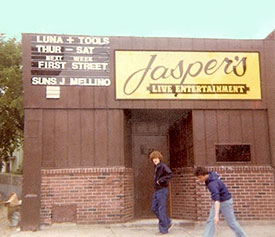 LUNA + TOOLS
THUR - SAT
NEXT WEEK
FIRST STREET
SUNS J MELLINO
Jasper's
LIVE ENTERTAINMENT